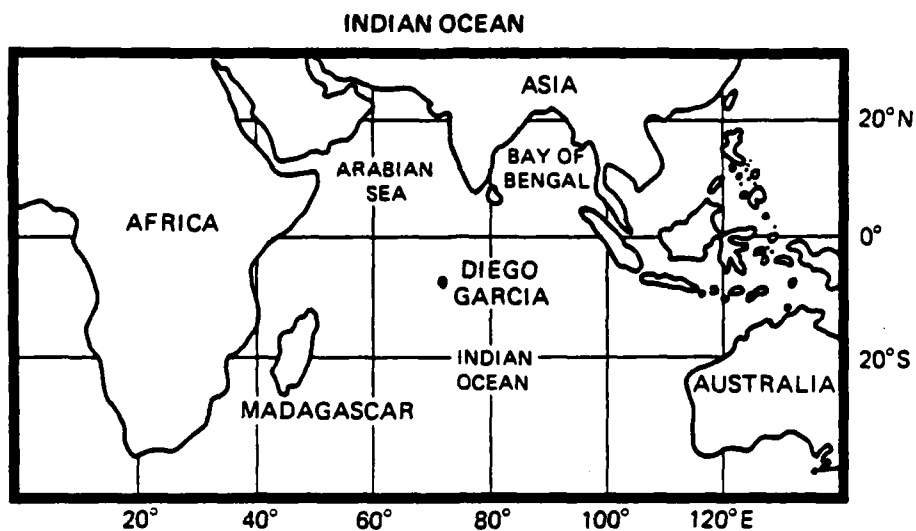 INDIAN OCEAN
ASIA
20°N
ARABIAN
SEA
BAY OF
BENGAL
AFRICA
0°
DIEGO
GARCIA
INDIAN
OCEAN
20°S
AUSTRALIA
MADAGASCAR
20° 40° 60° 80° 100° 120°E